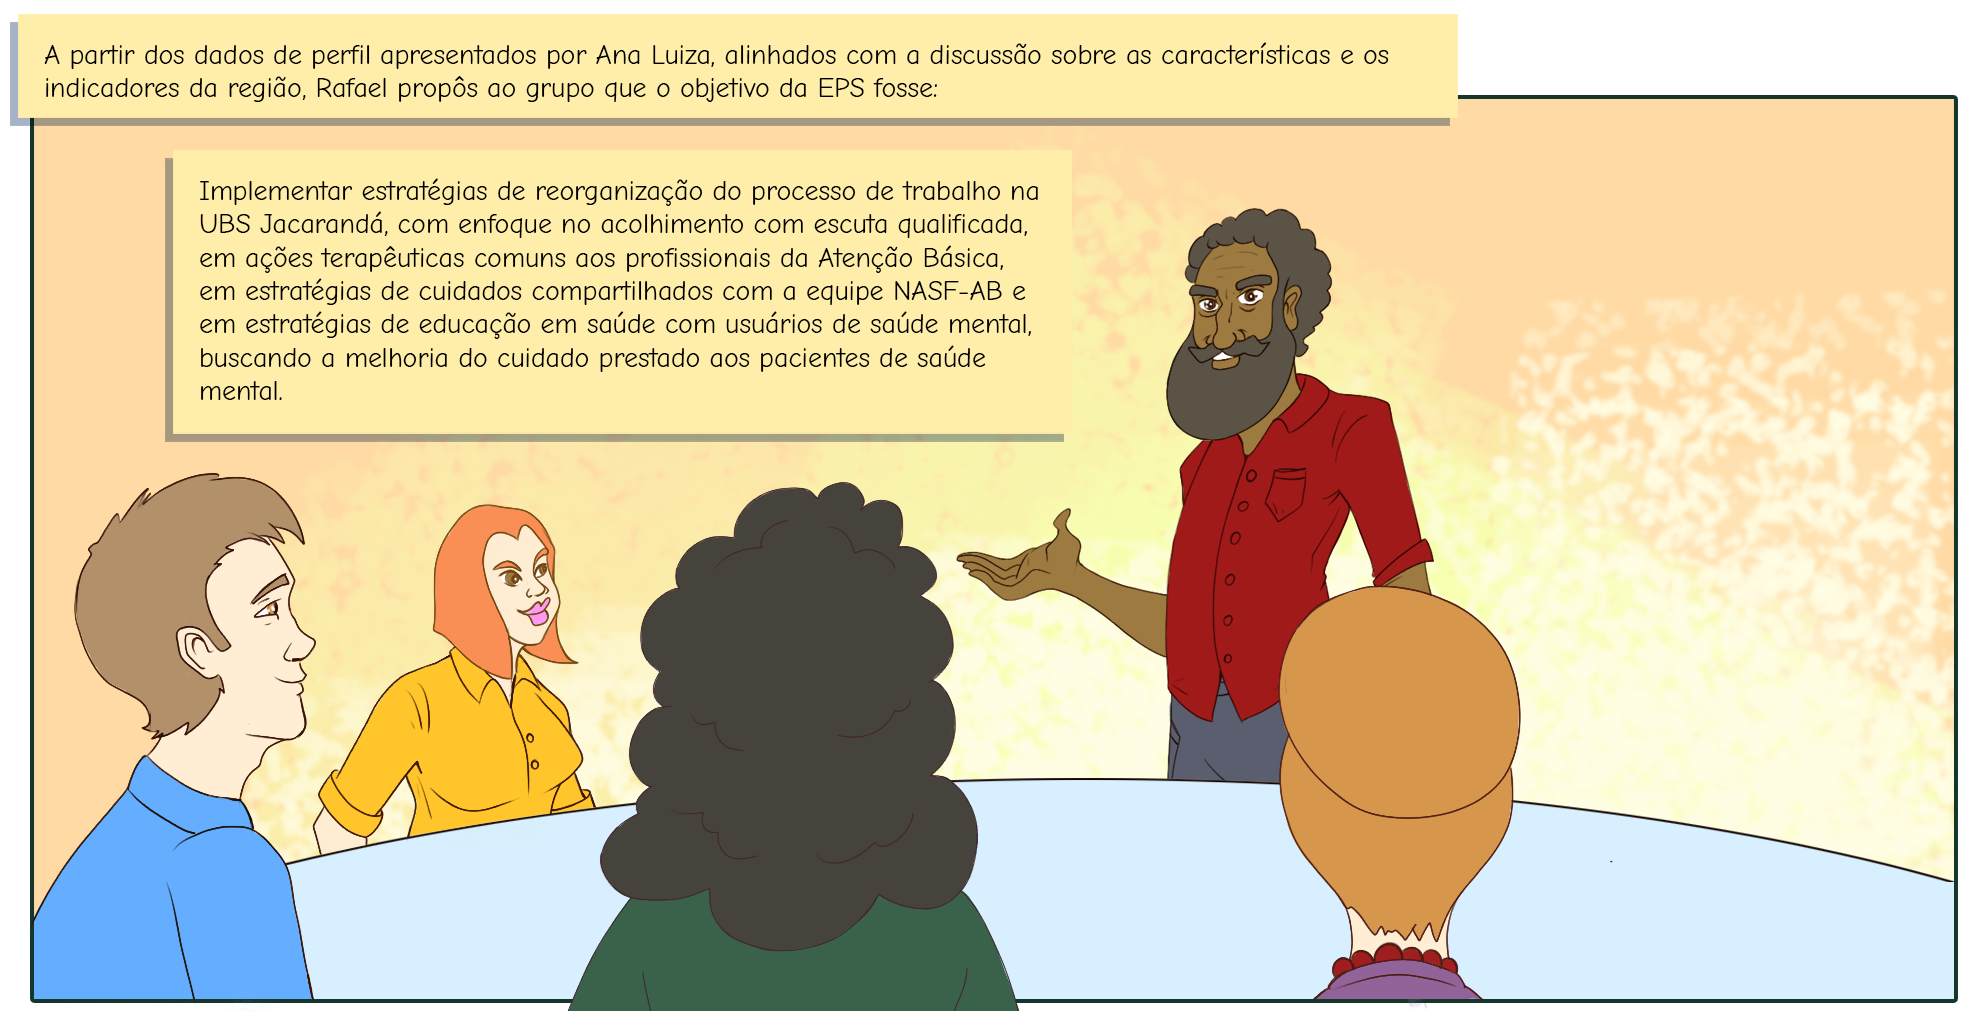 A partir dos dados de perfil apresentados por Ana Luiza, alinhados com a discussão sobre as características e os
indicadores da região, Rafael propôs ao grupo que o objetivo da EPS fosse:
Implementar estratégias de reorganização do processo de trabalho na
UBS Jacarandá, com enfoque no acolhimento com escuta qualificada,
em ações terapêuticas comuns aos profissionais da Atenção Básica,
em estratégias de cuidados compartilhados com a equipe NASF-AB e
em estratégias de educação em saúde com usuários de saúde mental,
buscando a melhoria do cuidado prestado aos pacientes de saúde
mental.